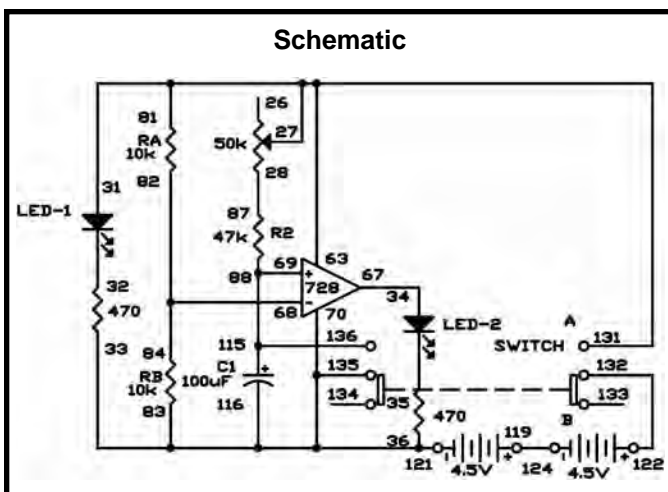 Schematic
26
81
27
RA
50k
10k
82
28
31
87
LED-1
47k
R2
63
69
67
+
32
88
728
34
-
470
68
70
LED-2
A
115
136
SWITCH
131
33
84
C1
+
135
132
RB
100uF
10k
134
35
133
116
470
B
83
36
119
121
- +
124
- +
122
4.5V
4.5V